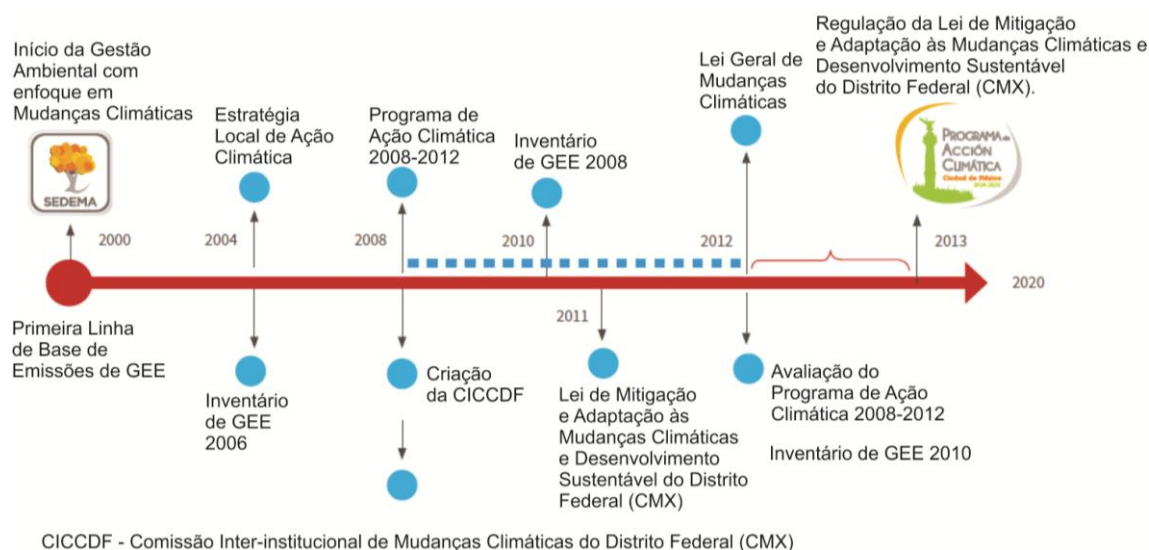 Início da Gestão
Ambiental com
enfoque em
Mudanças Climáticas
SEDEMA
Estratégia
Local de Ação
Climática
Programa de
Ação Climática
2008-2012
Inventário
de GEE 2008
Lei Geral de
Mudanças
Climáticas
Regulação da Lei de Mitigação
e Adaptação às Mudanças Climáticas e
Desenvolvimento Sustentável
do Distrito Federal (CMX).
PROGRAMA de
ACCIÓN
CLIMÁTICA
Ciudad de México
2000
2004
2008
2010
2012
2013
2020
2011
Primeira Linha
de Base de
Emissões de GEE
Inventário
de GEE
2006
Criação
da CICCDF
Lei de Mitigação
e Adaptação às
Mudanças Climáticas
e Desenvolvimento
Sustentável do Distrito
Federal (CMX)
Avaliação do
Programa de Ação
Climática 2008-2012
Inventário de GEE 2010
CICCDF - Comissão Inter-institucional de Mudanças Climáticas do Distrito Federal (CMX)